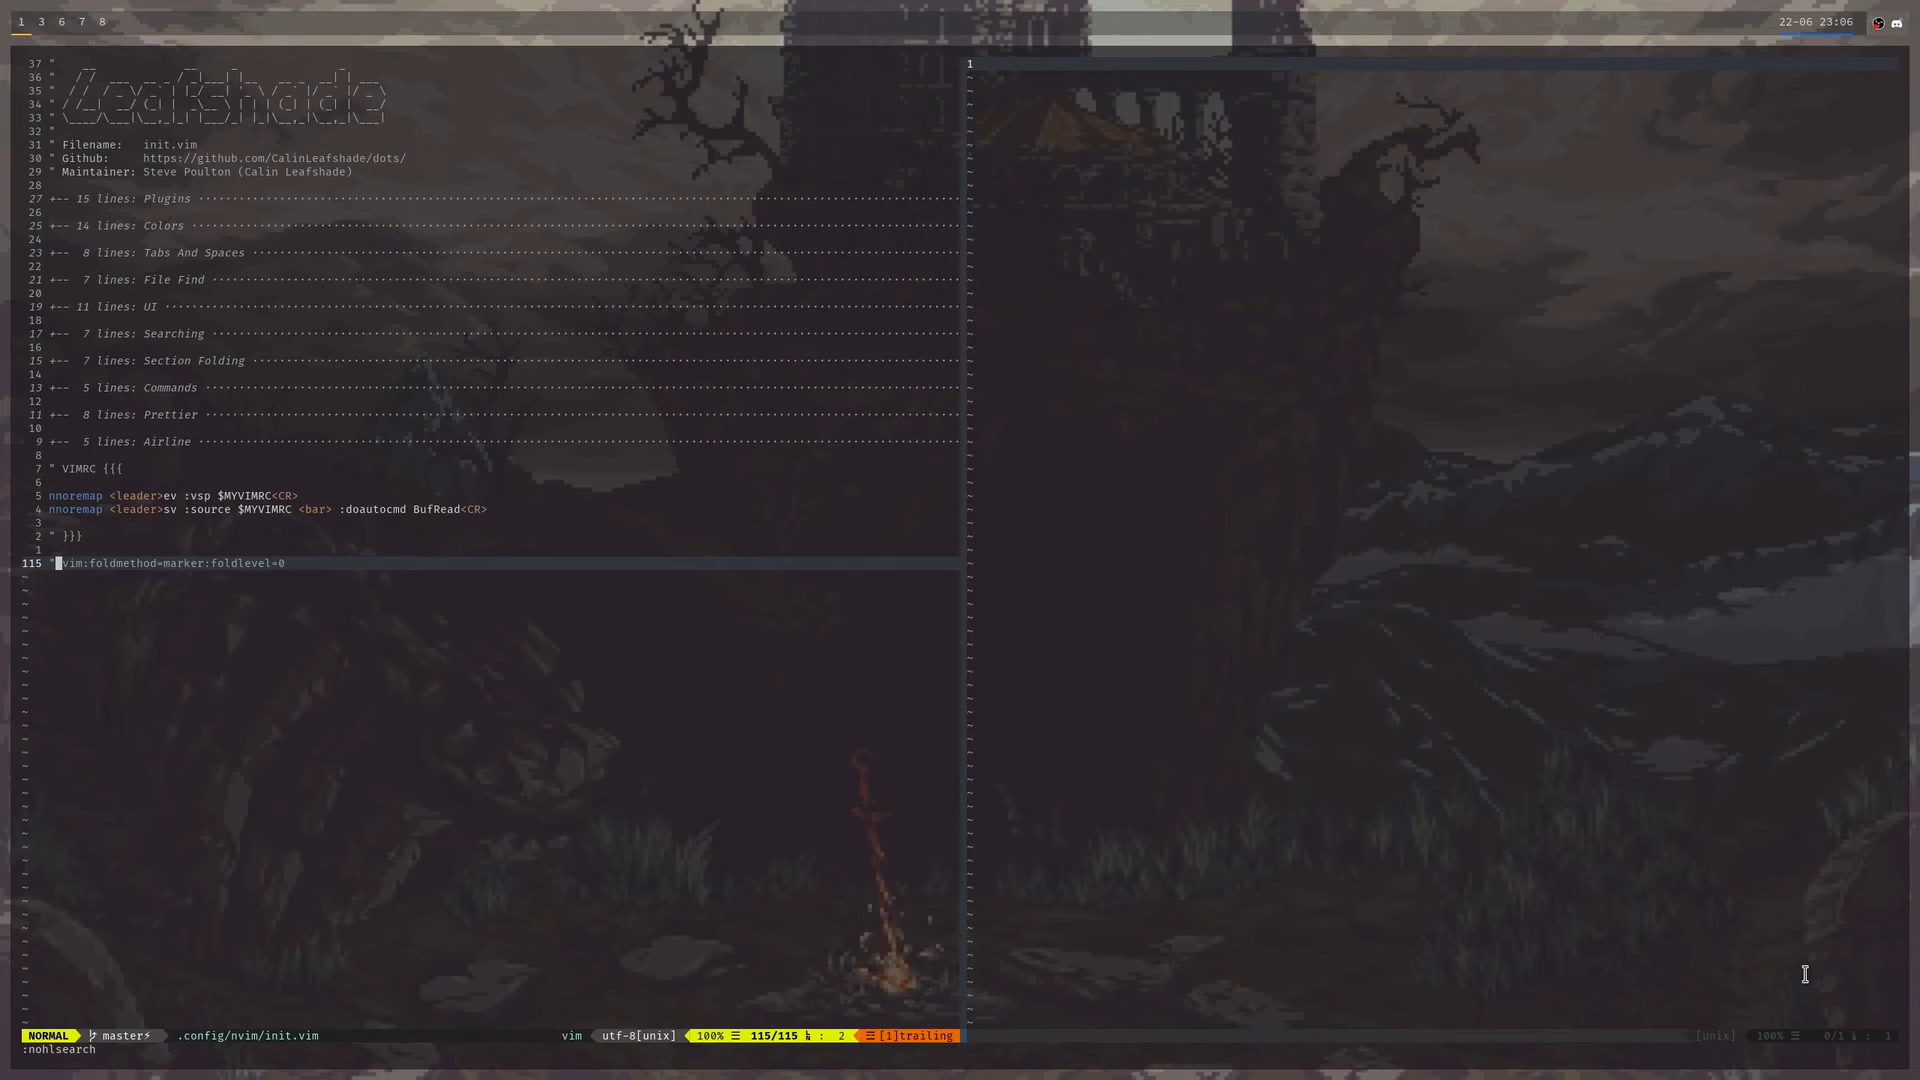 1 3 6 7 8
22-06 23:06
37 "
36 "
35 "
34 "
33 "
32 "
31 " Filename:   init.vim
30 " Github:     https://github.com/CalinLeafshade/dots/
29 " Maintainer: Steve Poulton (Calin Leafshade)
28
27 +-- 15 lines: Plugins
26
25 +-- 14 lines: Colors
24
23 +--  8 lines: Tabs And Spaces
22
21 +--  7 lines: File Find
20
19 +-- 11 lines: UI
18
17 +--  7 lines: Searching
16
15 +--  7 lines: Section Folding
14
13 +--  5 lines: Commands
12
11 +--  8 lines: Prettier
10
9 +--  5 lines: Airline
8
7 " VIMRC {{{
6
5 nnoremap <leader>ev :vsp $MYVIMRC<CR>
4 nnoremap <leader>sv :source $MYVIMRC <bar> :doautocmd BufRead<CR>
3
2 " }}}
1
115 " vim:foldmethod=marker:foldlevel=0
1
NORMAL master⚡ .config/nvim/init.vim vim utf-8[unix] 100% ☰ 115/115 : 2 ☲ [1]trailing
[unix] 100% ☰ 0/1 : 1
:nohlsearch